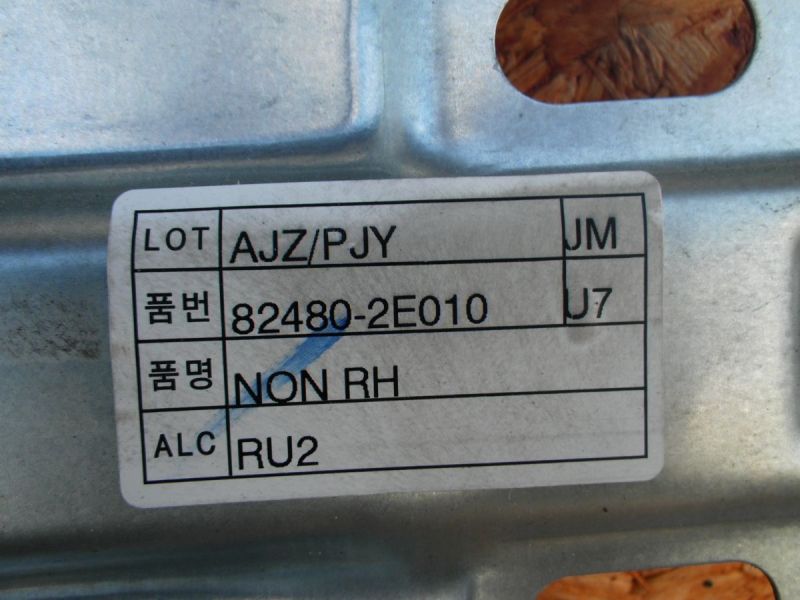 LOT AJZ/PJY JM
품번 82480-2E010 U7
품명 NON RH
ALC RU2